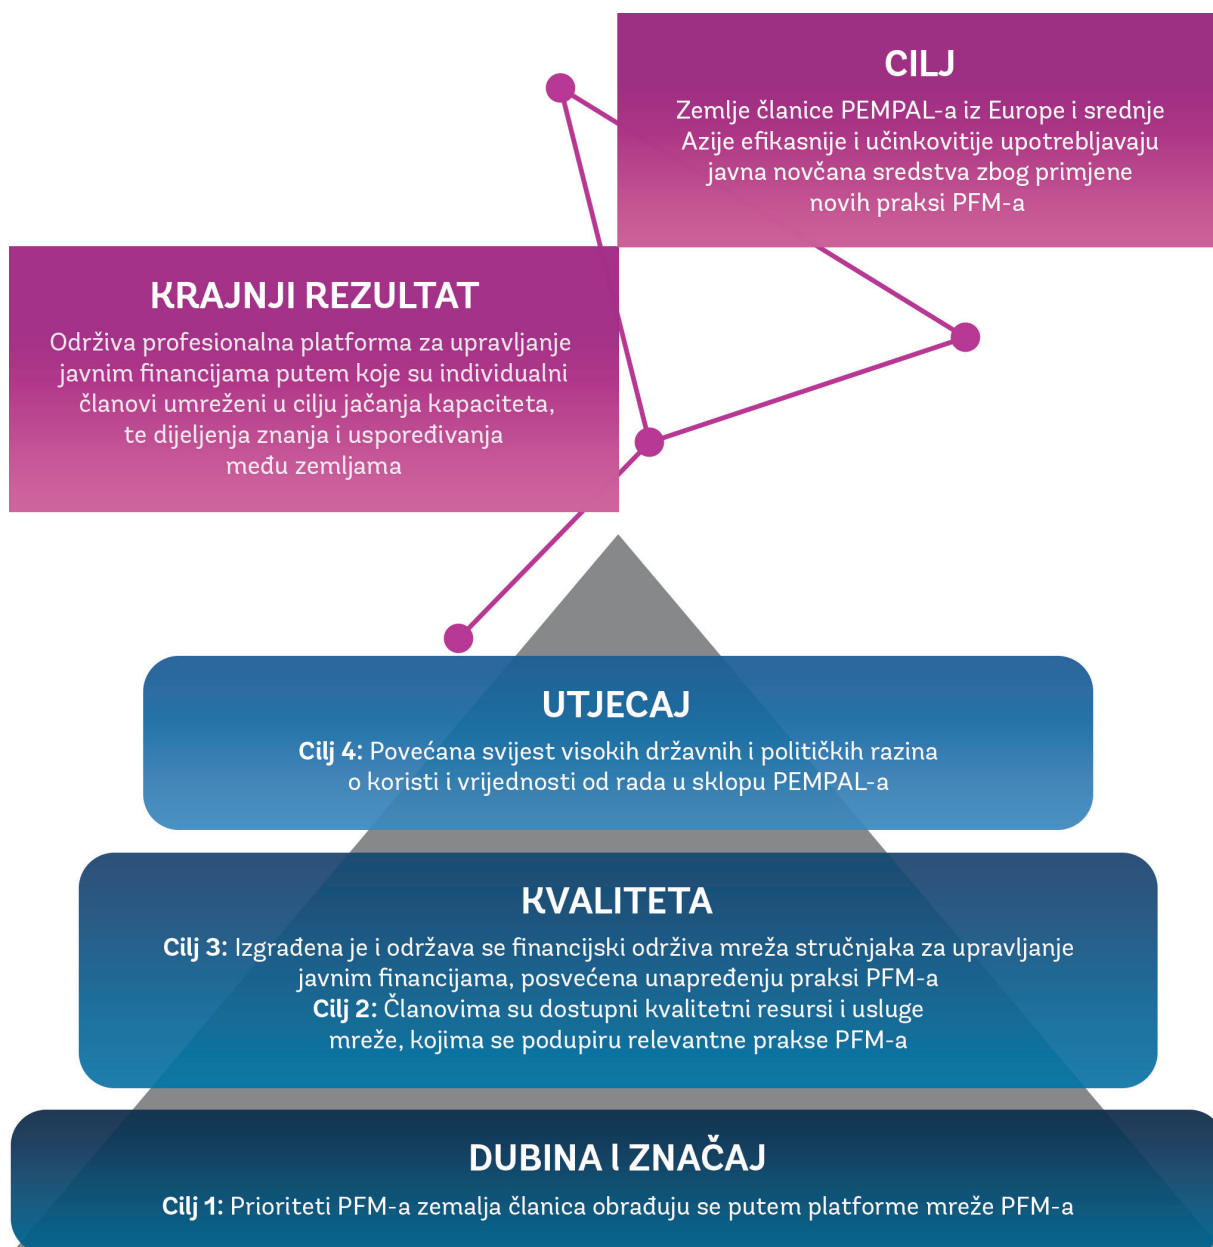 CILJ
Zemlje članice PEMPAL-a iz Europe i srednje
Azije efikasnije i učinkovitije upotrebljavaju
javna novčana sredstva zbog primjene
novih praksi PFM-a
KRAJNJI REZULTAT
Održiva profesionalna platforma za upravljanje
javnim financijama putem koje su individualni
članovi umreženi u cilju jačanja kapaciteta,
te dijeljenja znanja i uspoređivanja
među zemljama
UTJECAJ
Cilj 4: Povećana svijest visokih državnih i političkih razina
o koristi i vrijednosti od rada u sklopu PEMPAL-a
KVALITETA
Cilj 3: Izgrađena je i održava se financijski održiva mreža stručnjaka za upravljanje
javnim financijama, posvećena unapređenju praksi PFM-a
Cilj 2: Članovima su dostupni kvalitetni resursi i usluge
mreže, kojima se podupiru relevantne prakse PFM-a
DUBINA I ZNAČAJ
Cilj 1: Prioriteti PFM-a zemalja članica obrađuju se putem platforme mreže PFM-a